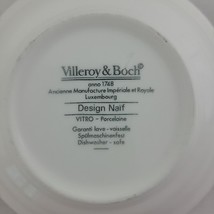 Villeroy & Boch
anno 1748
Ancienne Manufacture Impériale et Royale
Luxembourg
Design Naif
VITRO - Porcelaine
Garanti lave - vaisselle
Spülmaschinenfest
Dishwasher - safe